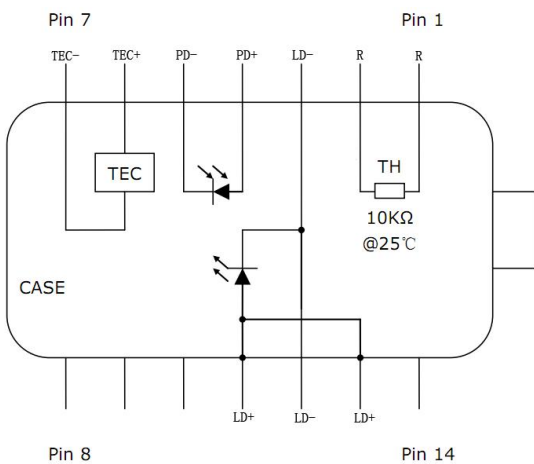 Pin 7 Pin 1
TEC- TEC+ PD- PD+ LD- R R
TEC
TH
10KΩ
@25℃
CASE
LD+ LD- LD+
Pin 8 Pin 14